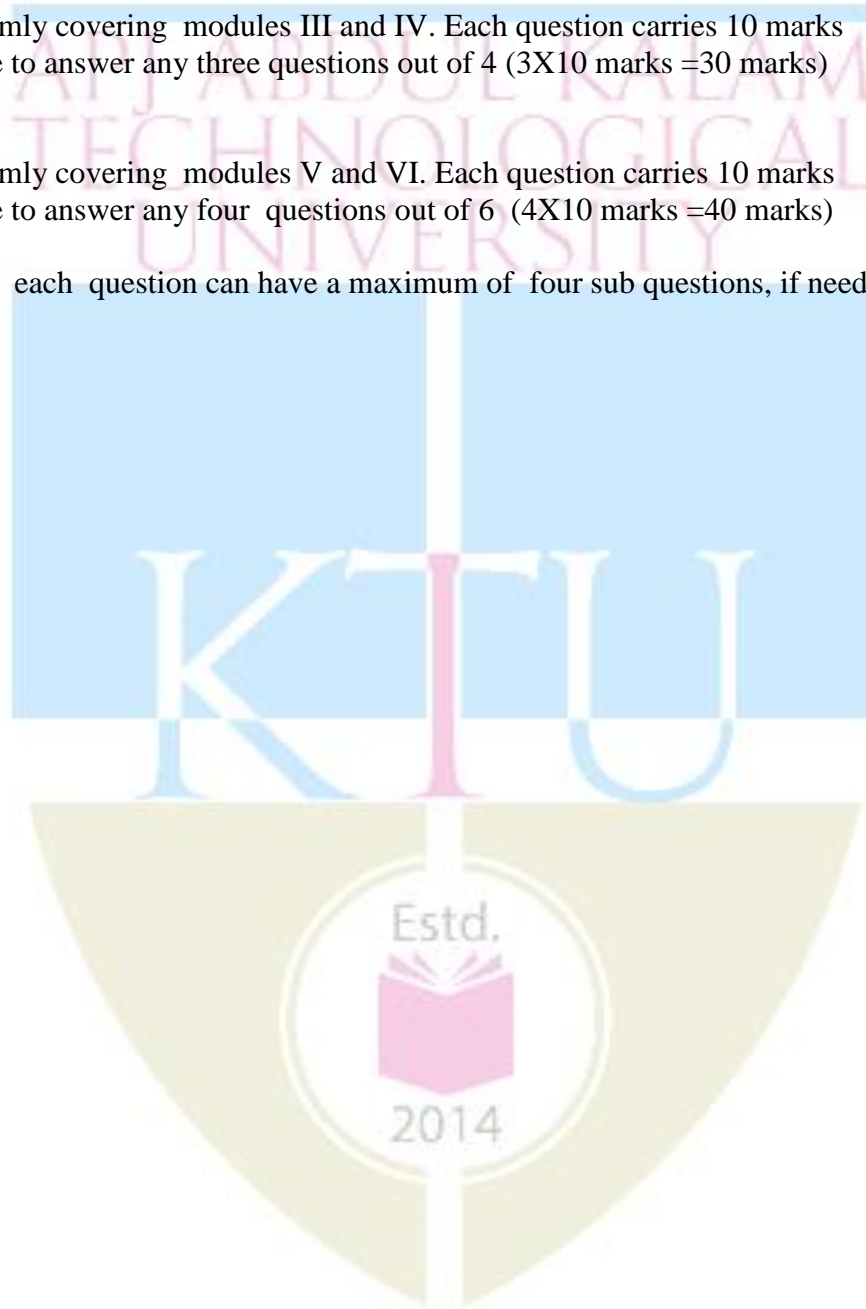 APJ ABDUL KALAM
TECHNOLOGICAL
UNIVERSITY
mly covering modules III and IV. Each question carries 10 marks
e to answer any three questions out of 4 (3X10 marks =30 marks)
mly covering modules V and VI. Each question carries 10 marks
e to answer any four questions out of 6 (4X10 marks =40 marks)
each question can have a maximum of four sub questions, if need
KTU
Estd.
2014